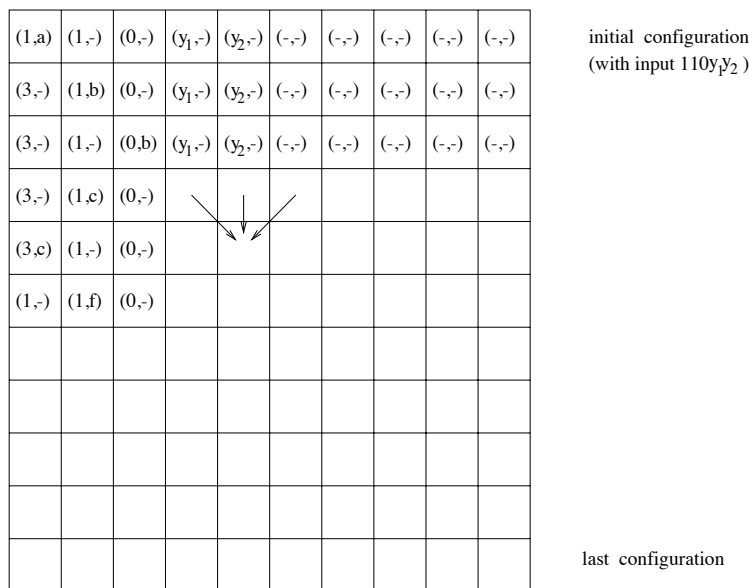 (1,a) (1,-) (0,-) (y₁,-) (y₂,-) (-,-) (-,-) (-,-) (-,-) (-,-) initial configuration
(with input 110y₁y₂ )
(3,-) (1,b) (0,-) (y₁,-) (y₂,-) (-,-) (-,-) (-,-) (-,-) (-,-)
(3,-) (1,-) (0,b) (y₁,-) (y₂,-) (-,-) (-,-) (-,-) (-,-) (-,-)
(3,-) (1,c) (0,-)
(3,c) (1,-) (0,-)
(1,-) (1,f) (0,-)
last configuration